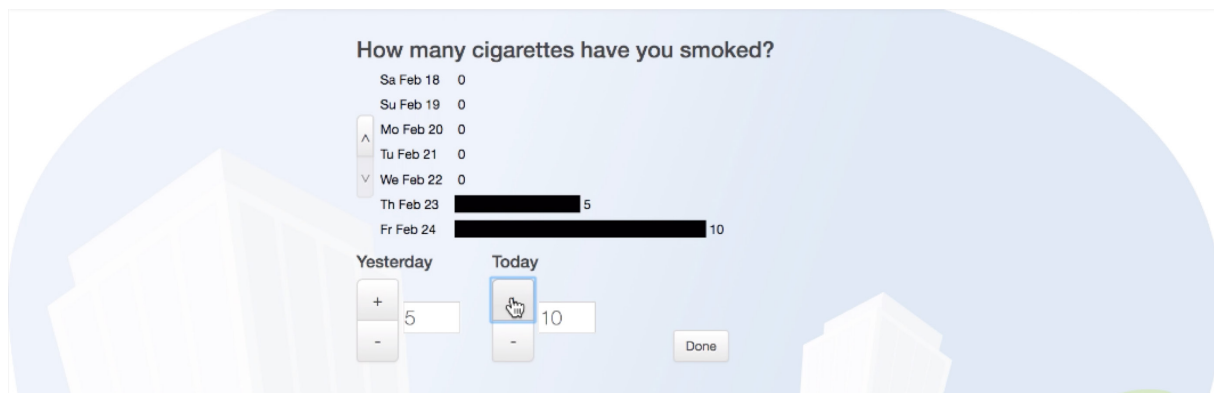 How many cigarettes have you smoked?
Sa Feb 18 0
Su Feb 19 0
Mo Feb 20 0
Tu Feb 21 0
We Feb 22 0
Th Feb 23 5
Fr Feb 24 10
Yesterday Today
+
5 10
- -
Done